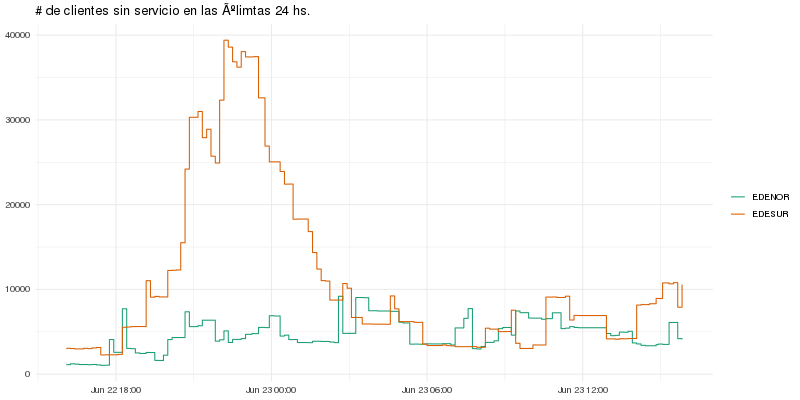 # de clientes sin servicio en las Ãºlimtas 24 hs.
40000
30000
20000
10000
0
Jun 22 18:00
Jun 23 00:00
Jun 23 06:00
Jun 23 12:00
EDENOR
EDESUR